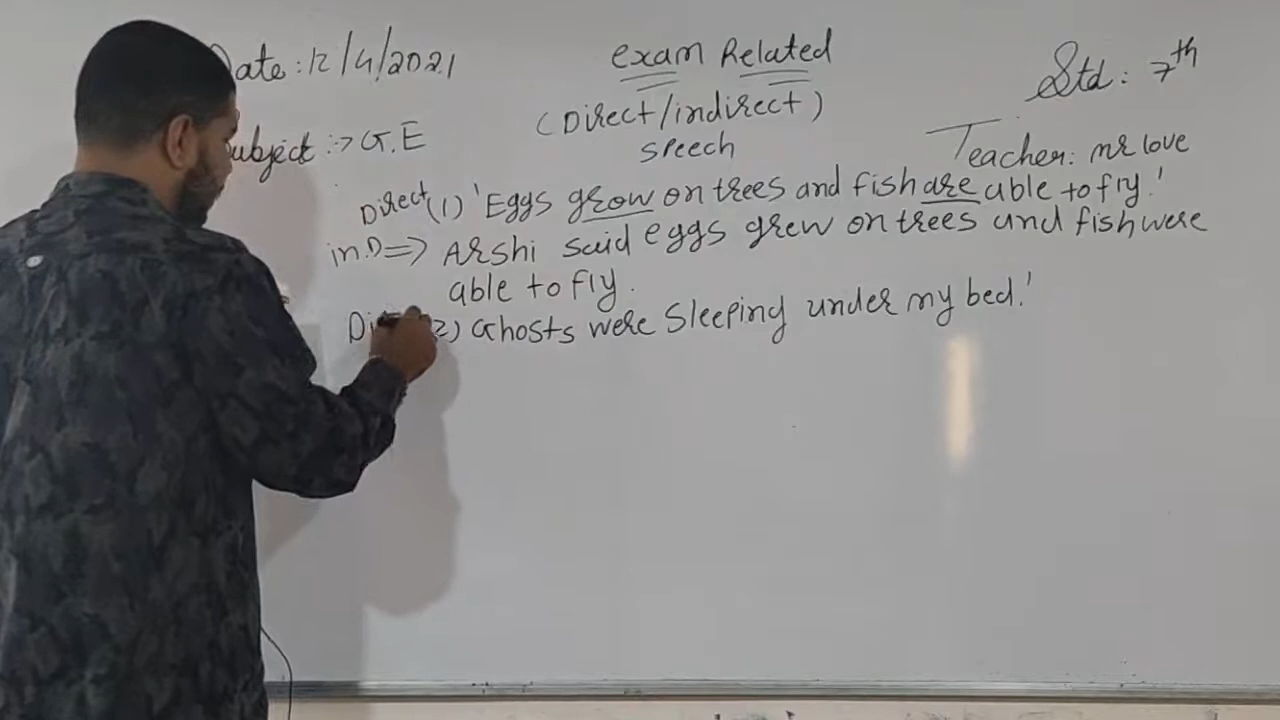 Date : 12/4/2021
exam Related
Std : 7th
Subject :-> G.E
(Direct/indirect)
speech
Teacher: mr love
Direct (1) 'Eggs grow on trees and fish are able to fly.'
in.D => Arshi said eggs grew on trees and fish were
able to fly.
2) Ghosts were sleeping under my bed.'